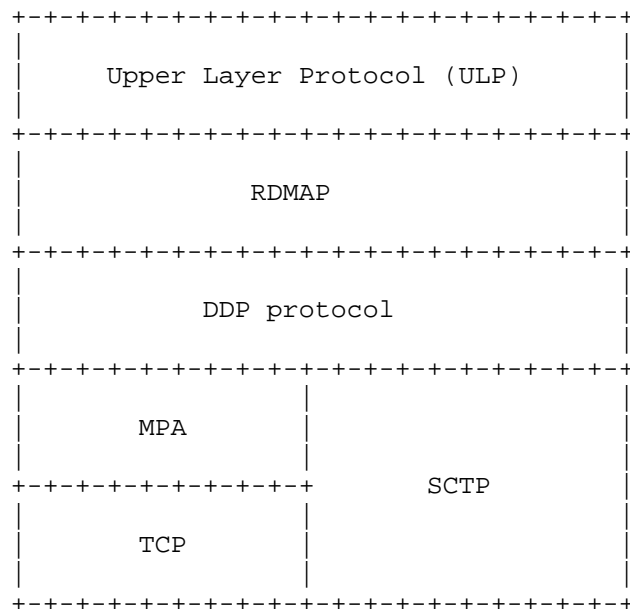 Upper Layer Protocol (ULP)
RDMAP
DDP protocol
MPA
SCTP
TCP